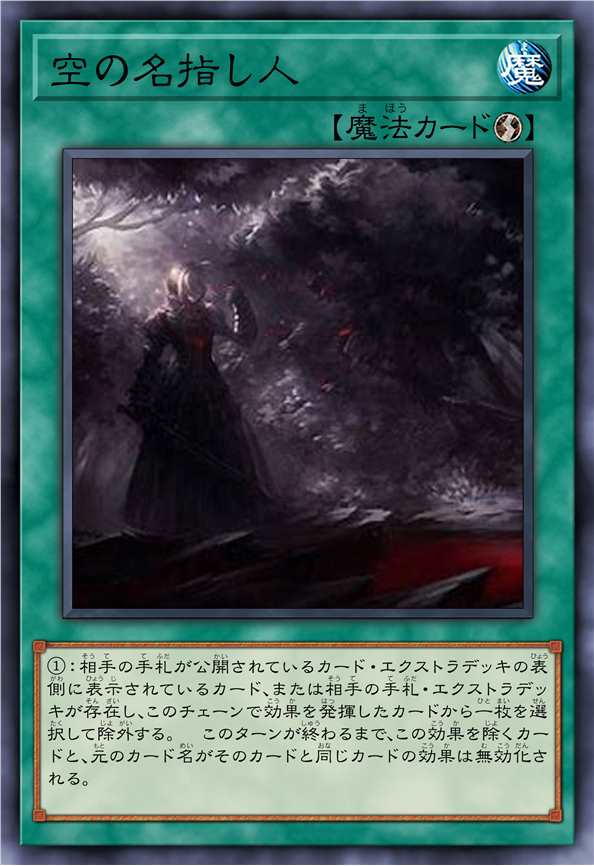 空の名指し人
魔
【魔法カード】
①：相手の手札が公開されているカード・エクストラデッキの表
側に表示されているカード、または相手の手札・エクストラデッ
キが存在し、このチェーンで効果を発揮したカードから一枚を選
択して除外する。　このターンが終わるまで、この効果を除くカー
ドと、元のカード名がそのカードと同じカードの効果は無効化さ
れる。